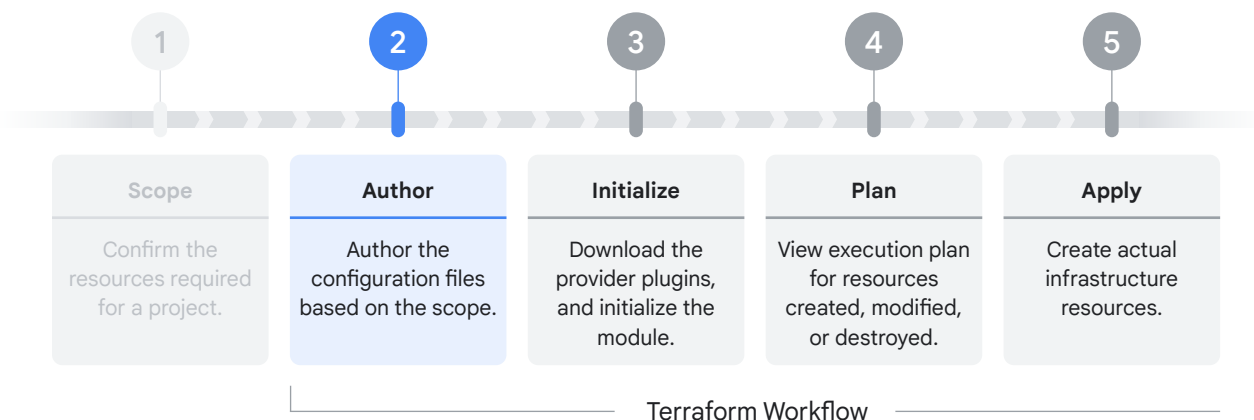 1
2
3
4
5
Scope
Confirm the
resources required
for a project.
Author
Author the
configuration files
based on the scope.
Initialize
Download the
provider plugins,
and initialize the
module.
Plan
View execution plan
for resources
created, modified,
or destroyed.
Apply
Create actual
infrastructure
resources.
Terraform Workflow